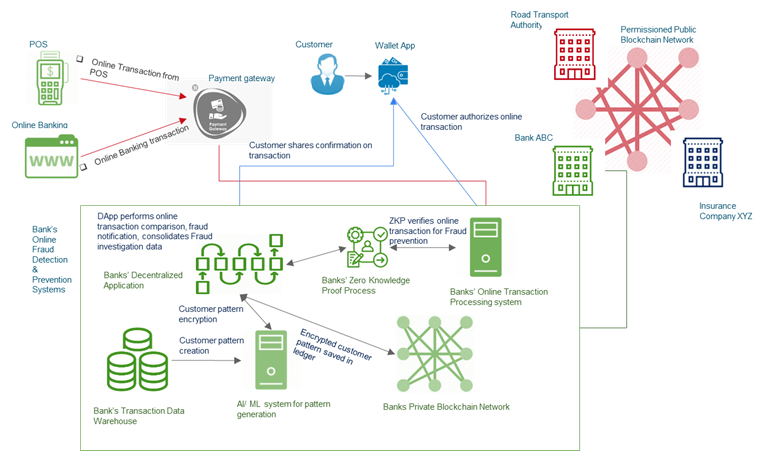 POS
Online Transaction from
POS
Online Banking
WWW
Online Banking transaction
Payment gateway
Payment
Gateway
Customer
Wallet App
Customer shares confirmation on
transaction
Customer authorizes online
transaction
Road Transport
Authority
Permissioned Public
Blockchain Network
Bank ABC
Insurance
Company XYZ
Bank's
Online
Fraud
Detection
&
Prevention
Systems
DApp performs online
transaction comparison, fraud
notification, consolidates Fraud
investigation data
Banks' Decentralized
Application
ZKP verifies online
transaction for Fraud
prevention
Banks' Zero Knowledge
Proof Process
Banks' Online Transaction
Processing system
Customer pattern
encryption
Customer pattern
creation
Encrypted customer
pattern saved in
ledger
Bank's Transaction Data
Warehouse
AI/ ML system for pattern
generation
Banks Private Blockchain Network